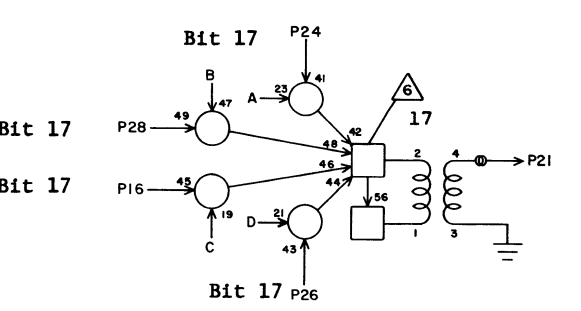 Bit 17 P24
B
A 23 41
6
49 47
42
17
Bit 17 P28
48
2 4
P21
46
Bit 17 P16 45
44
56
19
D 21
1 3
C
43
Bit 17 P26